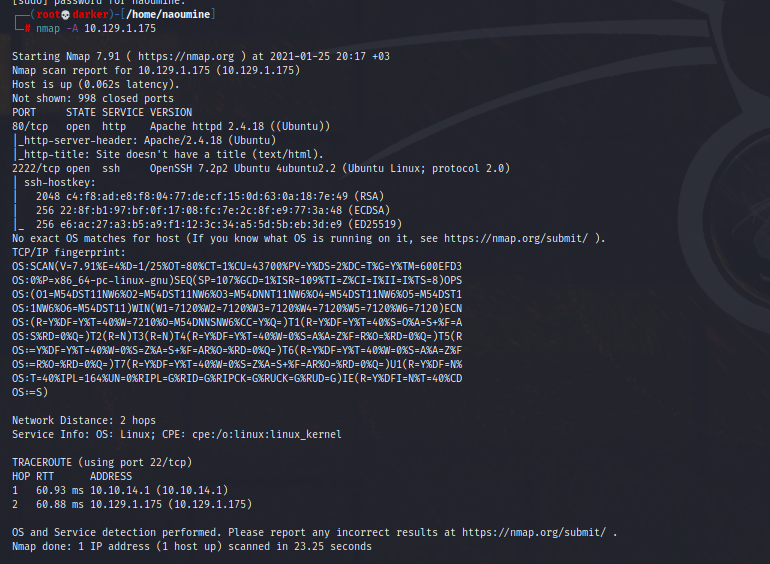 [sudo] password for naoumine:
┌──(root💀darker)-[/home/naoumine]
└─# nmap -A 10.129.1.175
Starting Nmap 7.91 ( https://nmap.org ) at 2021-01-25 20:17 +03
Nmap scan report for 10.129.1.175 (10.129.1.175)
Host is up (0.062s latency).
Not shown: 998 closed ports
PORT     STATE SERVICE VERSION
80/tcp   open  http    Apache httpd 2.4.18 ((Ubuntu))
|_http-server-header: Apache/2.4.18 (Ubuntu)
|_http-title: Site doesn't have a title (text/html).
2222/tcp open  ssh     OpenSSH 7.2p2 Ubuntu 4ubuntu2.2 (Ubuntu Linux; protocol 2.0)
| ssh-hostkey:
|   2048 c4:f8:ad:e8:f8:04:77:de:cf:15:0d:63:0a:18:7e:49 (RSA)
|   256 22:8f:b1:97:bf:0f:17:08:fc:7e:2c:8f:e9:77:3a:48 (ECDSA)
|_  256 e6:ac:27:a3:b5:a9:f1:12:3c:34:a5:5d:5b:eb:3d:e9 (ED25519)
No exact OS matches for host (If you know what OS is running on it, see https://nmap.org/submit/ ).
TCP/IP fingerprint:
OS:SCAN(V=7.91%E=4%D=1/25%OT=80%CT=1%CU=43700%PV=Y%DS=2%DC=T%G=Y%TM=600EFD3
OS:0%P=x86_64-pc-linux-gnu)SEQ(SP=107%GCD=1%ISR=109%TI=Z%CI=I%II=I%TS=8)OPS
OS:(O1=M54DST11NW6%O2=M54DST11NW6%O3=M54DNNT11NW6%O4=M54DST11NW6%O5=M54DST1
OS:1NW6%O6=M54DST11)WIN(W1=7120%W2=7120%W3=7120%W4=7120%W5=7120%W6=7120)ECN
OS:(R=Y%DF=Y%T=40%W=7210%O=M54DNNSNW6%CC=Y%Q=)T1(R=Y%DF=Y%T=40%S=O%A=S+%F=A
OS:S%RD=0%Q=)T2(R=N)T3(R=N)T4(R=Y%DF=Y%T=40%W=0%S=A%A=Z%F=R%O=%RD=0%Q=)T5(R
OS:=Y%DF=Y%T=40%W=0%S=Z%A=S+%F=AR%O=%RD=0%Q=)T6(R=Y%DF=Y%T=40%W=0%S=A%A=Z%F
OS:=R%O=%RD=0%Q=)T7(R=Y%DF=Y%T=40%W=0%S=Z%A=S+%F=AR%O=%RD=0%Q=)U1(R=Y%DF=N%
OS:T=40%IPL=164%UN=0%RIPL=G%RID=G%RIPCK=G%RUCK=G%RUD=G)IE(R=Y%DFI=N%T=40%CD
OS:=S)
Network Distance: 2 hops
Service Info: OS: Linux; CPE: cpe:/o:linux:linux_kernel
TRACEROUTE (using port 22/tcp)
HOP RTT      ADDRESS
1   60.93 ms 10.10.14.1 (10.10.14.1)
2   60.88 ms 10.129.1.175 (10.129.1.175)
OS and Service detection performed. Please report any incorrect results at https://nmap.org/submit/ .
Nmap done: 1 IP address (1 host up) scanned in 23.25 seconds